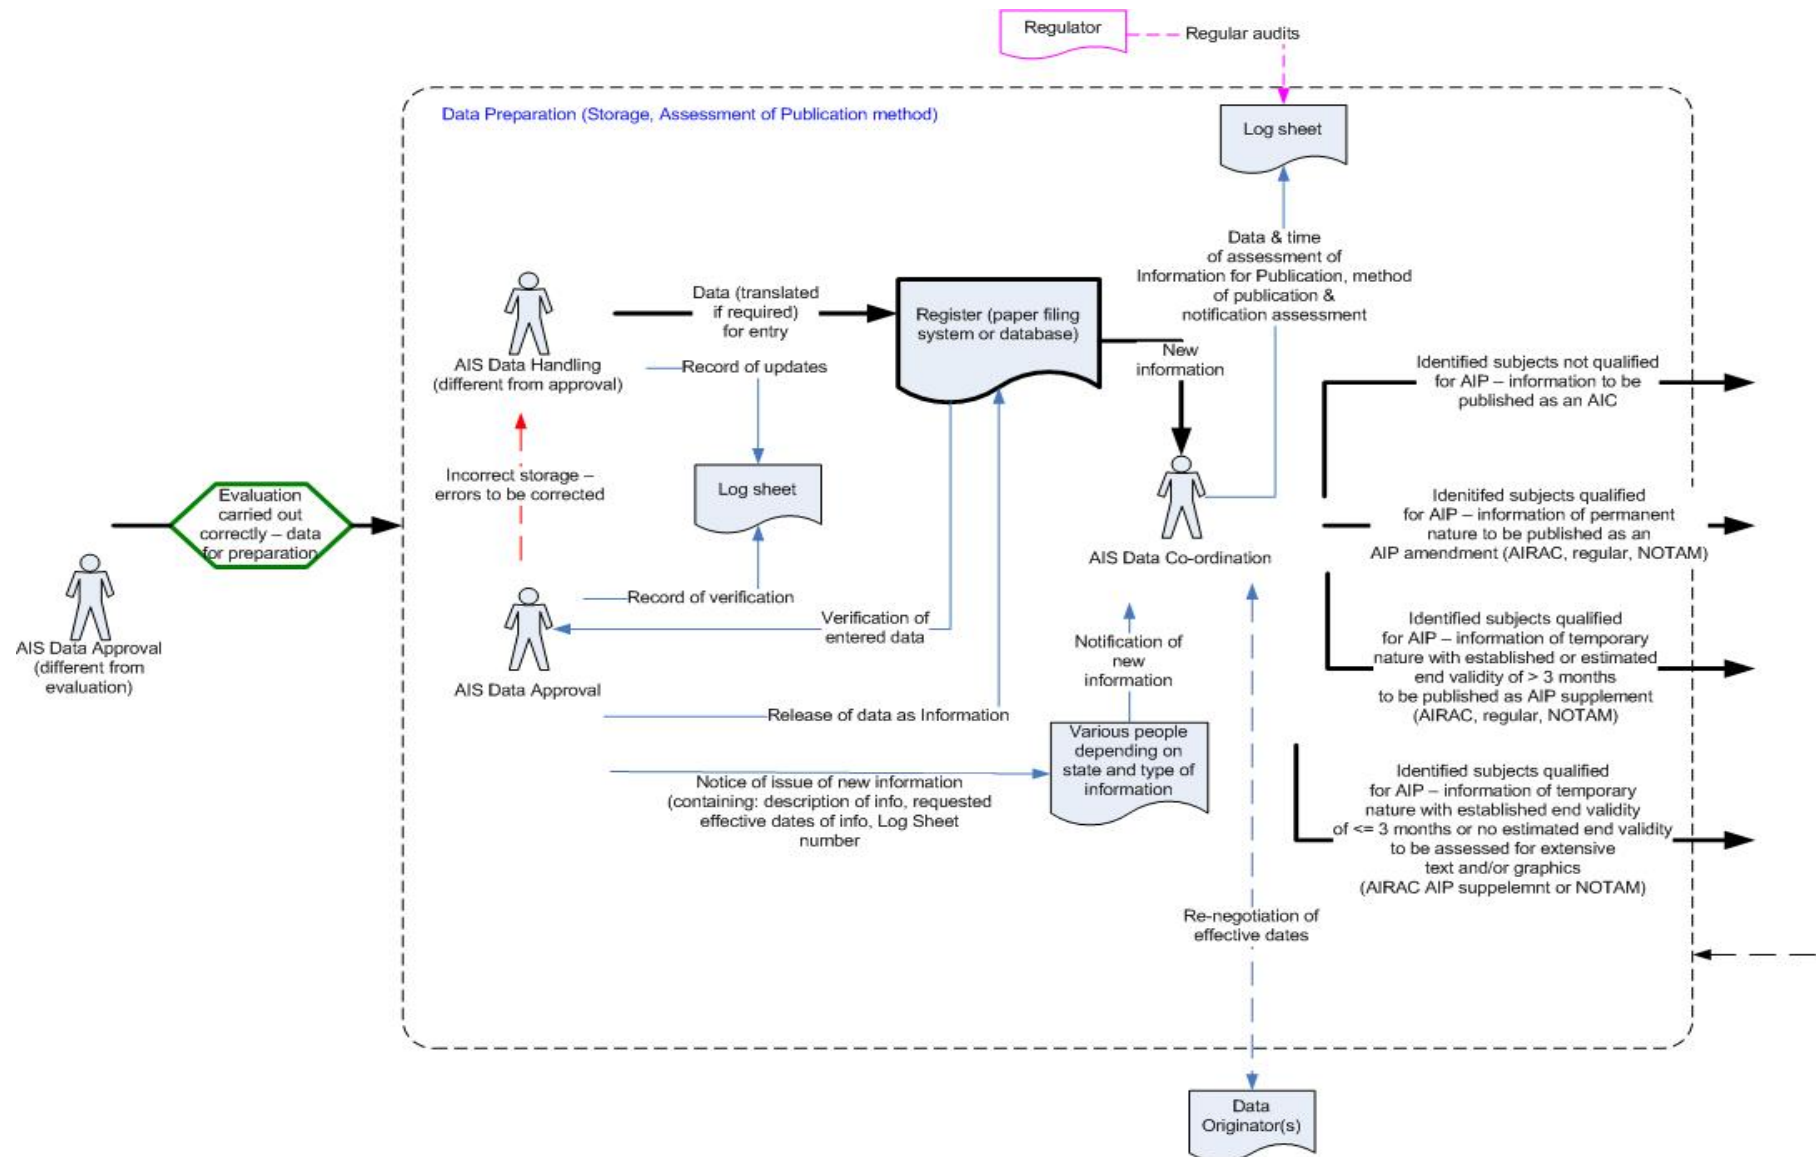 Regulator
Regular audits
Data Preparation (Storage, Assessment of Publication method)
Log sheet
Data & time
of assessment of
Information for Publication, method
of publication &
notification assessment
AIS Data Handling
(different from approval)
Data (translated
if required)
for entry
Register (paper filing
system or database)
New
information
Record of updates
Log sheet
Incorrect storage –
errors to be corrected
Evaluation
carried out
correctly – data
for preparation
AIS Data Approval
(different from
evaluation)
Record of verification
Verification of
entered data
AIS Data Approval
Release of data as Information
Notice of issue of new information
(containing: description of info, requested
effective dates of info, Log Sheet
number
AIS Data Co-ordination
Notification of
new
information
Various people
depending on
state and type of
information
Identified subjects not qualified
for AIP – information to be
published as an AIC
Idenitifed subjects qualified
for AIP – information of permanent
nature to be published as an
AIP amendment (AIRAC, regular, NOTAM)
Identified subjects qualified
for AIP – information of temporary
nature with established or estimated
end validity of > 3 months
to be published as AIP supplement
(AIRAC, regular, NOTAM)
Identified subjects qualified
for AIP – information of temporary
nature with established end validity
of <= 3 months or no estimated end validity
to be assessed for extensive
text and/or graphics
(AIRAC AIP suppelemnt or NOTAM)
Re-negotiation of
effective dates
Data
Originator(s)